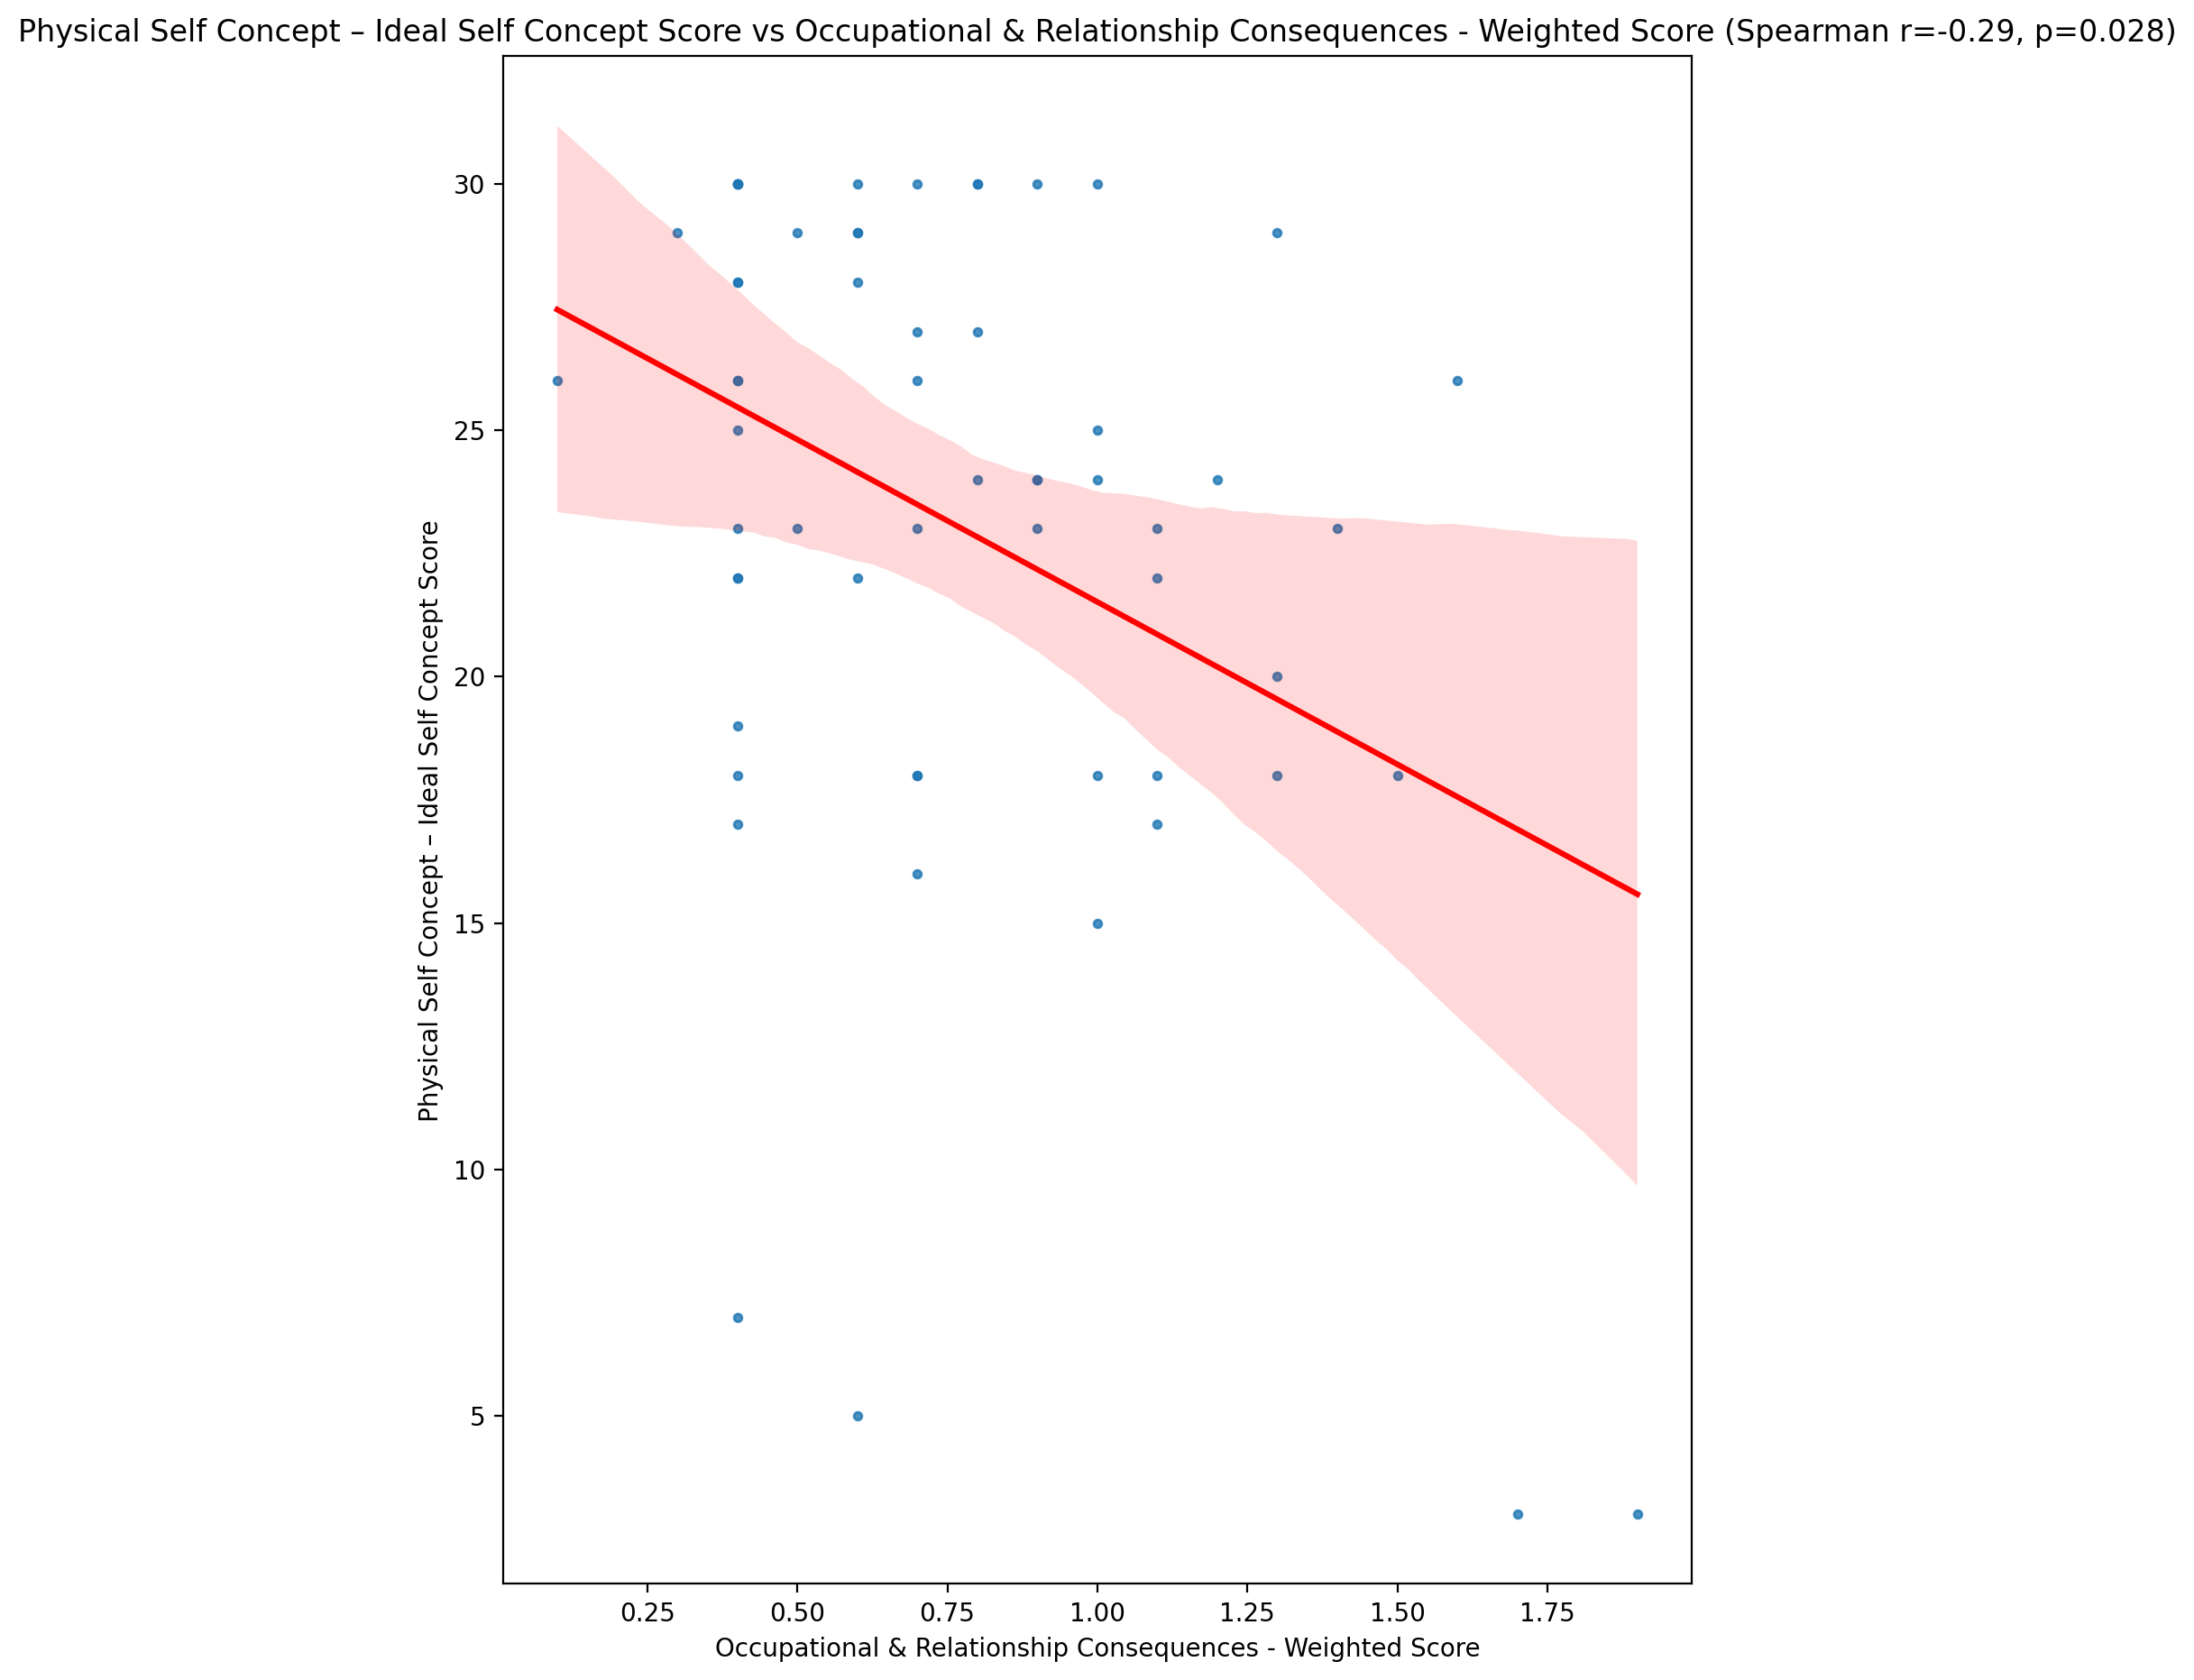 Physical Self Concept – Ideal Self Concept Score vs Occupational & Relationship Consequences - Weighted Score (Spearman r=-0.29, p=0.028)
Physical Self Concept – Ideal Self Concept Score
30
25
20
15
10
5
0.25 0.50 0.75 1.00 1.25 1.50 1.75
Occupational & Relationship Consequences - Weighted Score